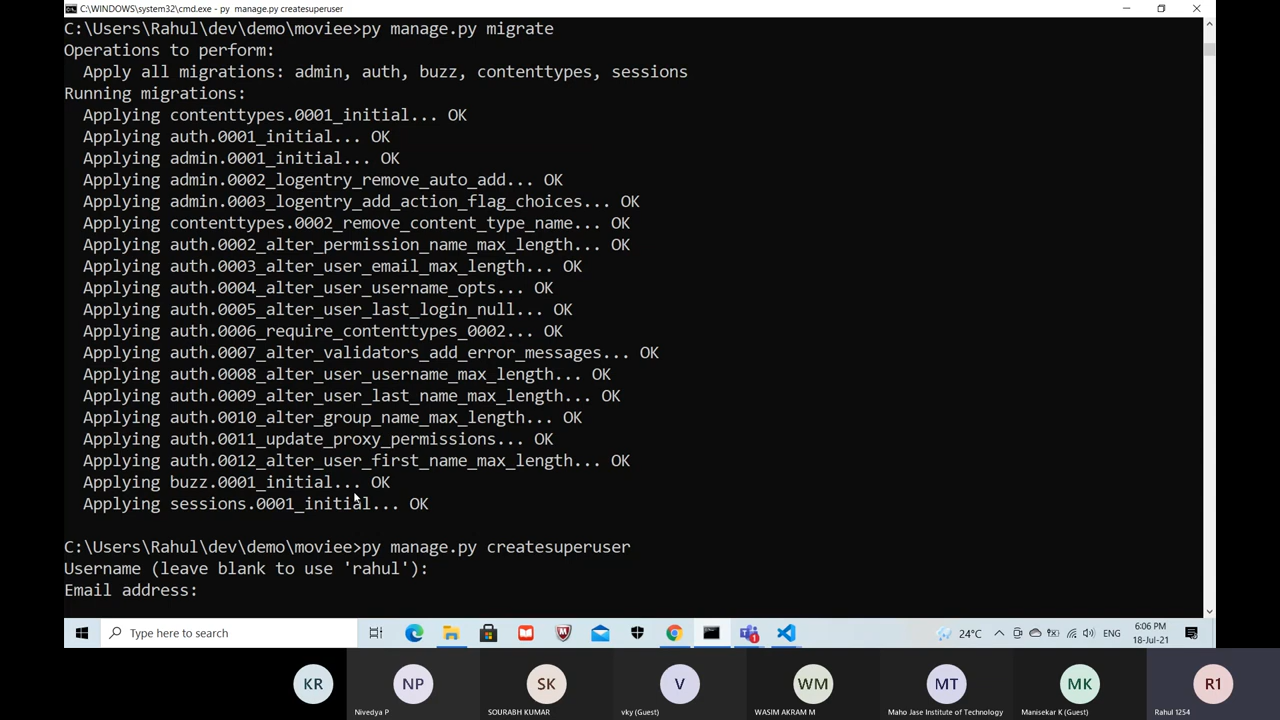 C:\WINDOWS\system32\cmd.exe - py manage.py createsuperuser
C:\Users\Rahul\dev\demo\moviee>py manage.py migrate
Operations to perform:
Apply all migrations: admin, auth, buzz, contenttypes, sessions
Running migrations:
Applying contenttypes.0001_initial... OK
Applying auth.0001_initial... OK
Applying admin.0001_initial... OK
Applying admin.0002_logentry_remove_auto_add... OK
Applying admin.0003_logentry_add_action_flag_choices... OK
Applying contenttypes.0002_remove_content_type_name... OK
Applying auth.0002_alter_permission_name_max_length... OK
Applying auth.0003_alter_user_email_max_length... OK
Applying auth.0004_alter_user_username_opts... OK
Applying auth.0005_alter_user_last_login_null... OK
Applying auth.0006_require_contenttypes_0002... OK
Applying auth.0007_alter_validators_add_error_messages... OK
Applying auth.0008_alter_user_username_max_length... OK
Applying auth.0009_alter_user_last_name_max_length... OK
Applying auth.0010_alter_group_name_max_length... OK
Applying auth.0011_update_proxy_permissions... OK
Applying auth.0012_alter_user_first_name_max_length... OK
Applying buzz.0001_initial... OK
Applying sessions.0001_initial... OK
C:\Users\Rahul\dev\demo\moviee>py manage.py createsuperuser
Username (leave blank to use 'rahul'):
Email address:
Type here to search
24°C
ENG
6:06 PM
18-Jul-21
KR
NP
SK
V
WM
MT
MK
R1
Nivedya P
SOURABH KUMAR
vky (Guest)
WASIM AKRAM M
Maho Jase Institute of Technology
Manisekar K (Guest)
Rahul 1254